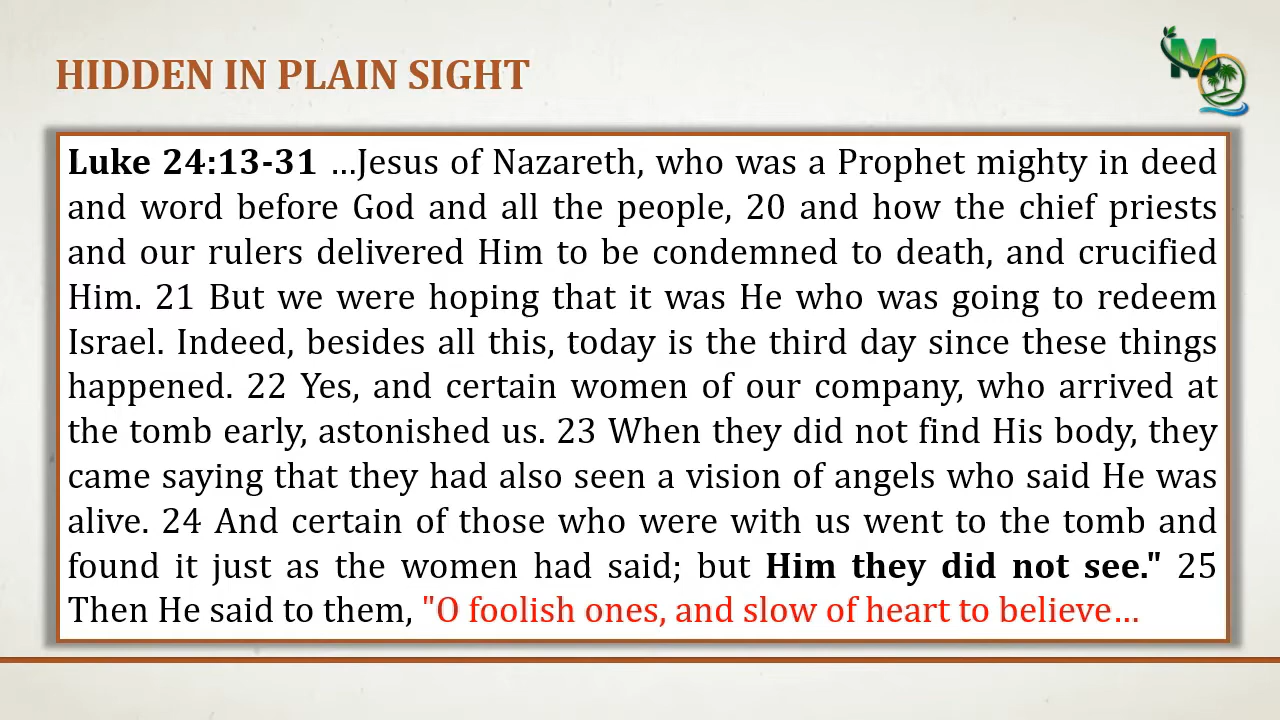 HIDDEN IN PLAIN SIGHT
M
Luke 24:13-31 …Jesus of Nazareth, who was a Prophet mighty in deed
and word before God and all the people, 20 and how the chief priests
and our rulers delivered Him to be condemned to death, and crucified
Him. 21 But we were hoping that it was He who was going to redeem
Israel. Indeed, besides all this, today is the third day since these things
happened. 22 Yes, and certain women of our company, who arrived at
the tomb early, astonished us. 23 When they did not find His body, they
came saying that they had also seen a vision of angels who said He was
alive. 24 And certain of those who were with us went to the tomb and
found it just as the women had said; but Him they did not see." 25
Then He said to them, "O foolish ones, and slow of heart to believe…